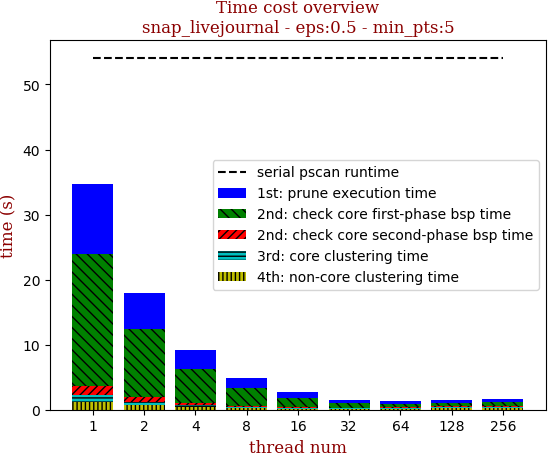 Time cost overview
snap_livejournal - eps:0.5 - min_pts:5
time (s)
50
40
30
20
10
0
serial pscan runtime
1st: prune execution time
2nd: check core first-phase bsp time
2nd: check core second-phase bsp time
3rd: core clustering time
4th: non-core clustering time
1 2 4 8 16 32 64 128 256
thread num